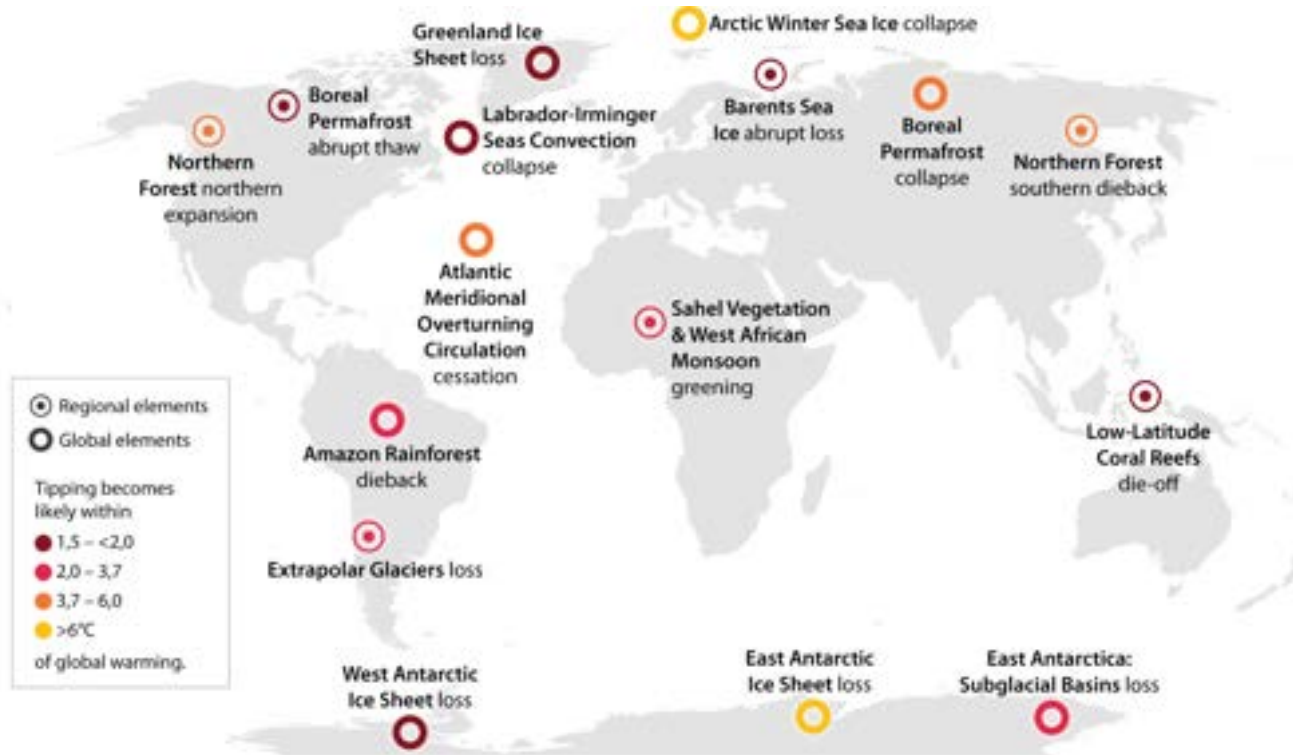 Arctic Winter Sea Ice collapse
Greenland Ice
Sheet loss
Boreal
Permafrost
abrupt thaw
Labrador-Irminger
Seas Convection
collapse
Barents Sea
Ice abrupt loss
Boreal
Permafrost
collapse
Northern Forest
southern dieback
Northern
Forest northern
expansion
Atlantic
Meridional
Overturning
Circulation
cessation
Sahel Vegetation
& West African
Monsoon
greening
Low-Latitude
Coral Reefs
die-off
Amazon Rainforest
dieback
Extrapolar Glaciers loss
Regional elements
Global elements
Tipping becomes
likely within
1,5 – <2,0
2,0 – 3,7
3,7 – 6,0
>6°C
of global warming.
West Antarctic
Ice Sheet loss
East Antarctic
Ice Sheet loss
East Antarctica:
Subglacial Basins loss